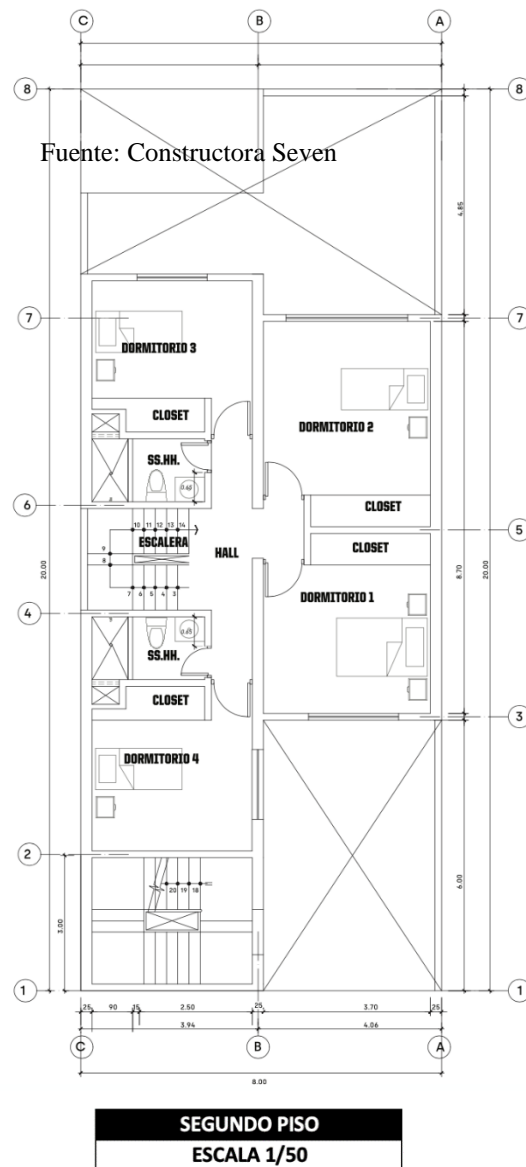 C B A
8 8
Fuente: Constructora Seven
4.85
7 7
DORMITORIO 3
CLOSET
DORMITORIO 2
SS.HH.
0.60
6
CLOSET
10 11 12 13 14
ESCALERA
HALL
5
9
8
CLOSET
20.00
8.70
20.00
7 6 5 4 3
DORMITORIO 1
4
SS.HH.
CLOSET
3
DORMITORIO 4
2
20 19 18
6.00
3.00
1 1
25 90 15 2.50 25 3.70 25
3.94 4.06
C B A
8.00
SEGUNDO PISO
ESCALA 1/50